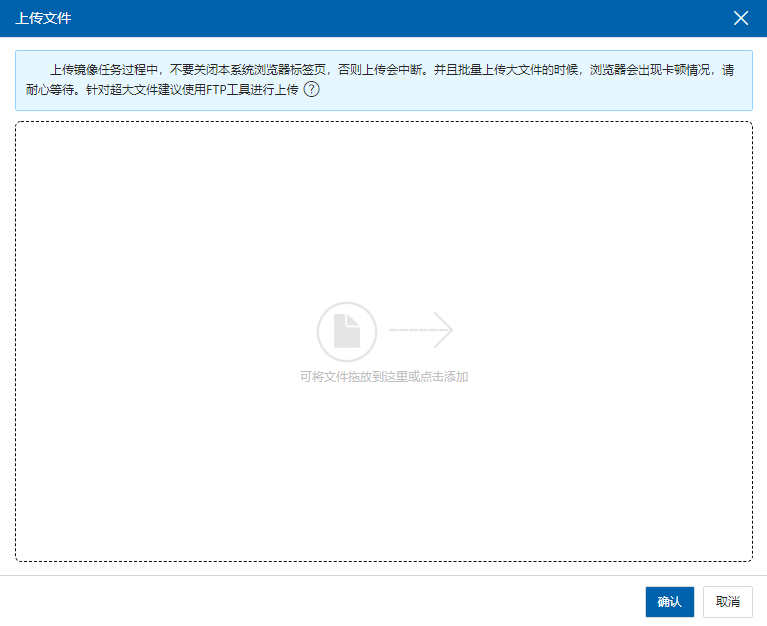 上传文件
上传镜像任务过程中，不要关闭本系统浏览器标签页，否则上传会中断。并且批量上传大文件的时候，浏览器会出现卡顿情况，请
耐心等待。针对超大文件建议使用FTP工具进行上传 ?
可将文件拖放到这里或点击添加
确认
取消